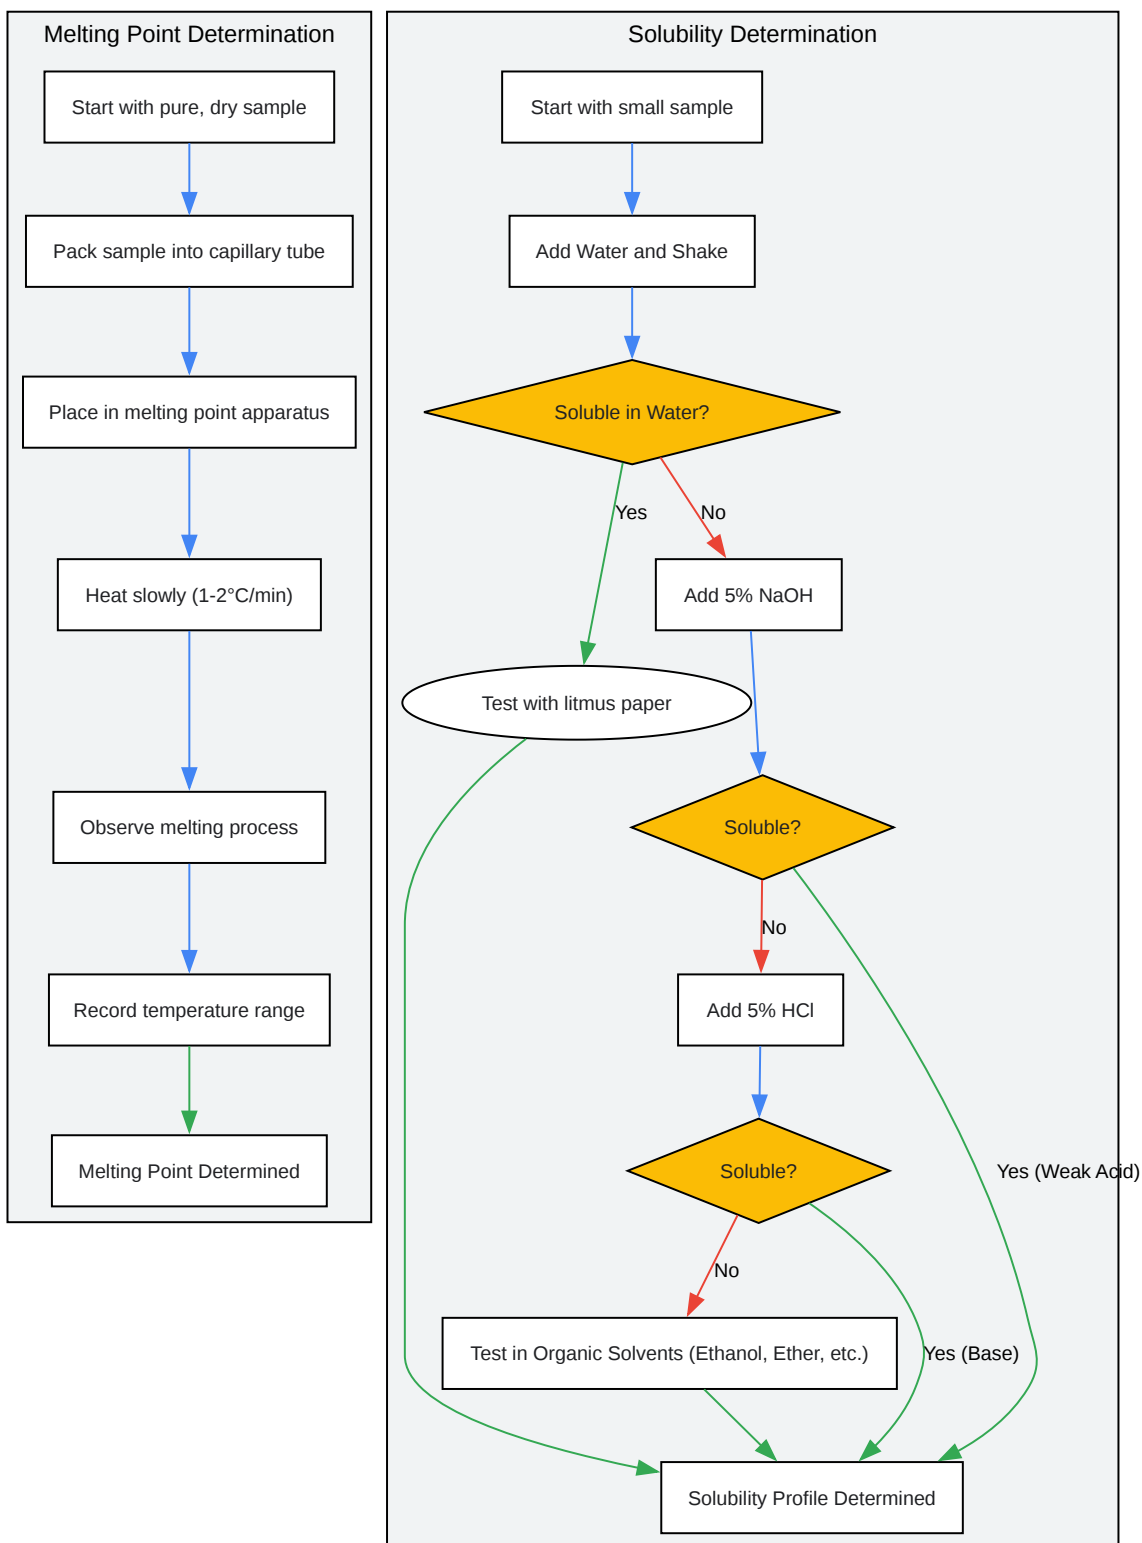 Melting Point Determination
Start with pure, dry sample
Pack sample into capillary tube
Place in melting point apparatus
Heat slowly (1-2°C/min)
Observe melting process
Record temperature range
Melting Point Determined
Solubility Determination
Start with small sample
Add Water and Shake
Soluble in Water?
Yes
No
Add 5% NaOH
Test with litmus paper
Soluble?
No
Add 5% HCl
Soluble?
Yes (Weak Acid)
No
Test in Organic Solvents (Ethanol, Ether, etc.)
Yes (Base)
Solubility Profile Determined